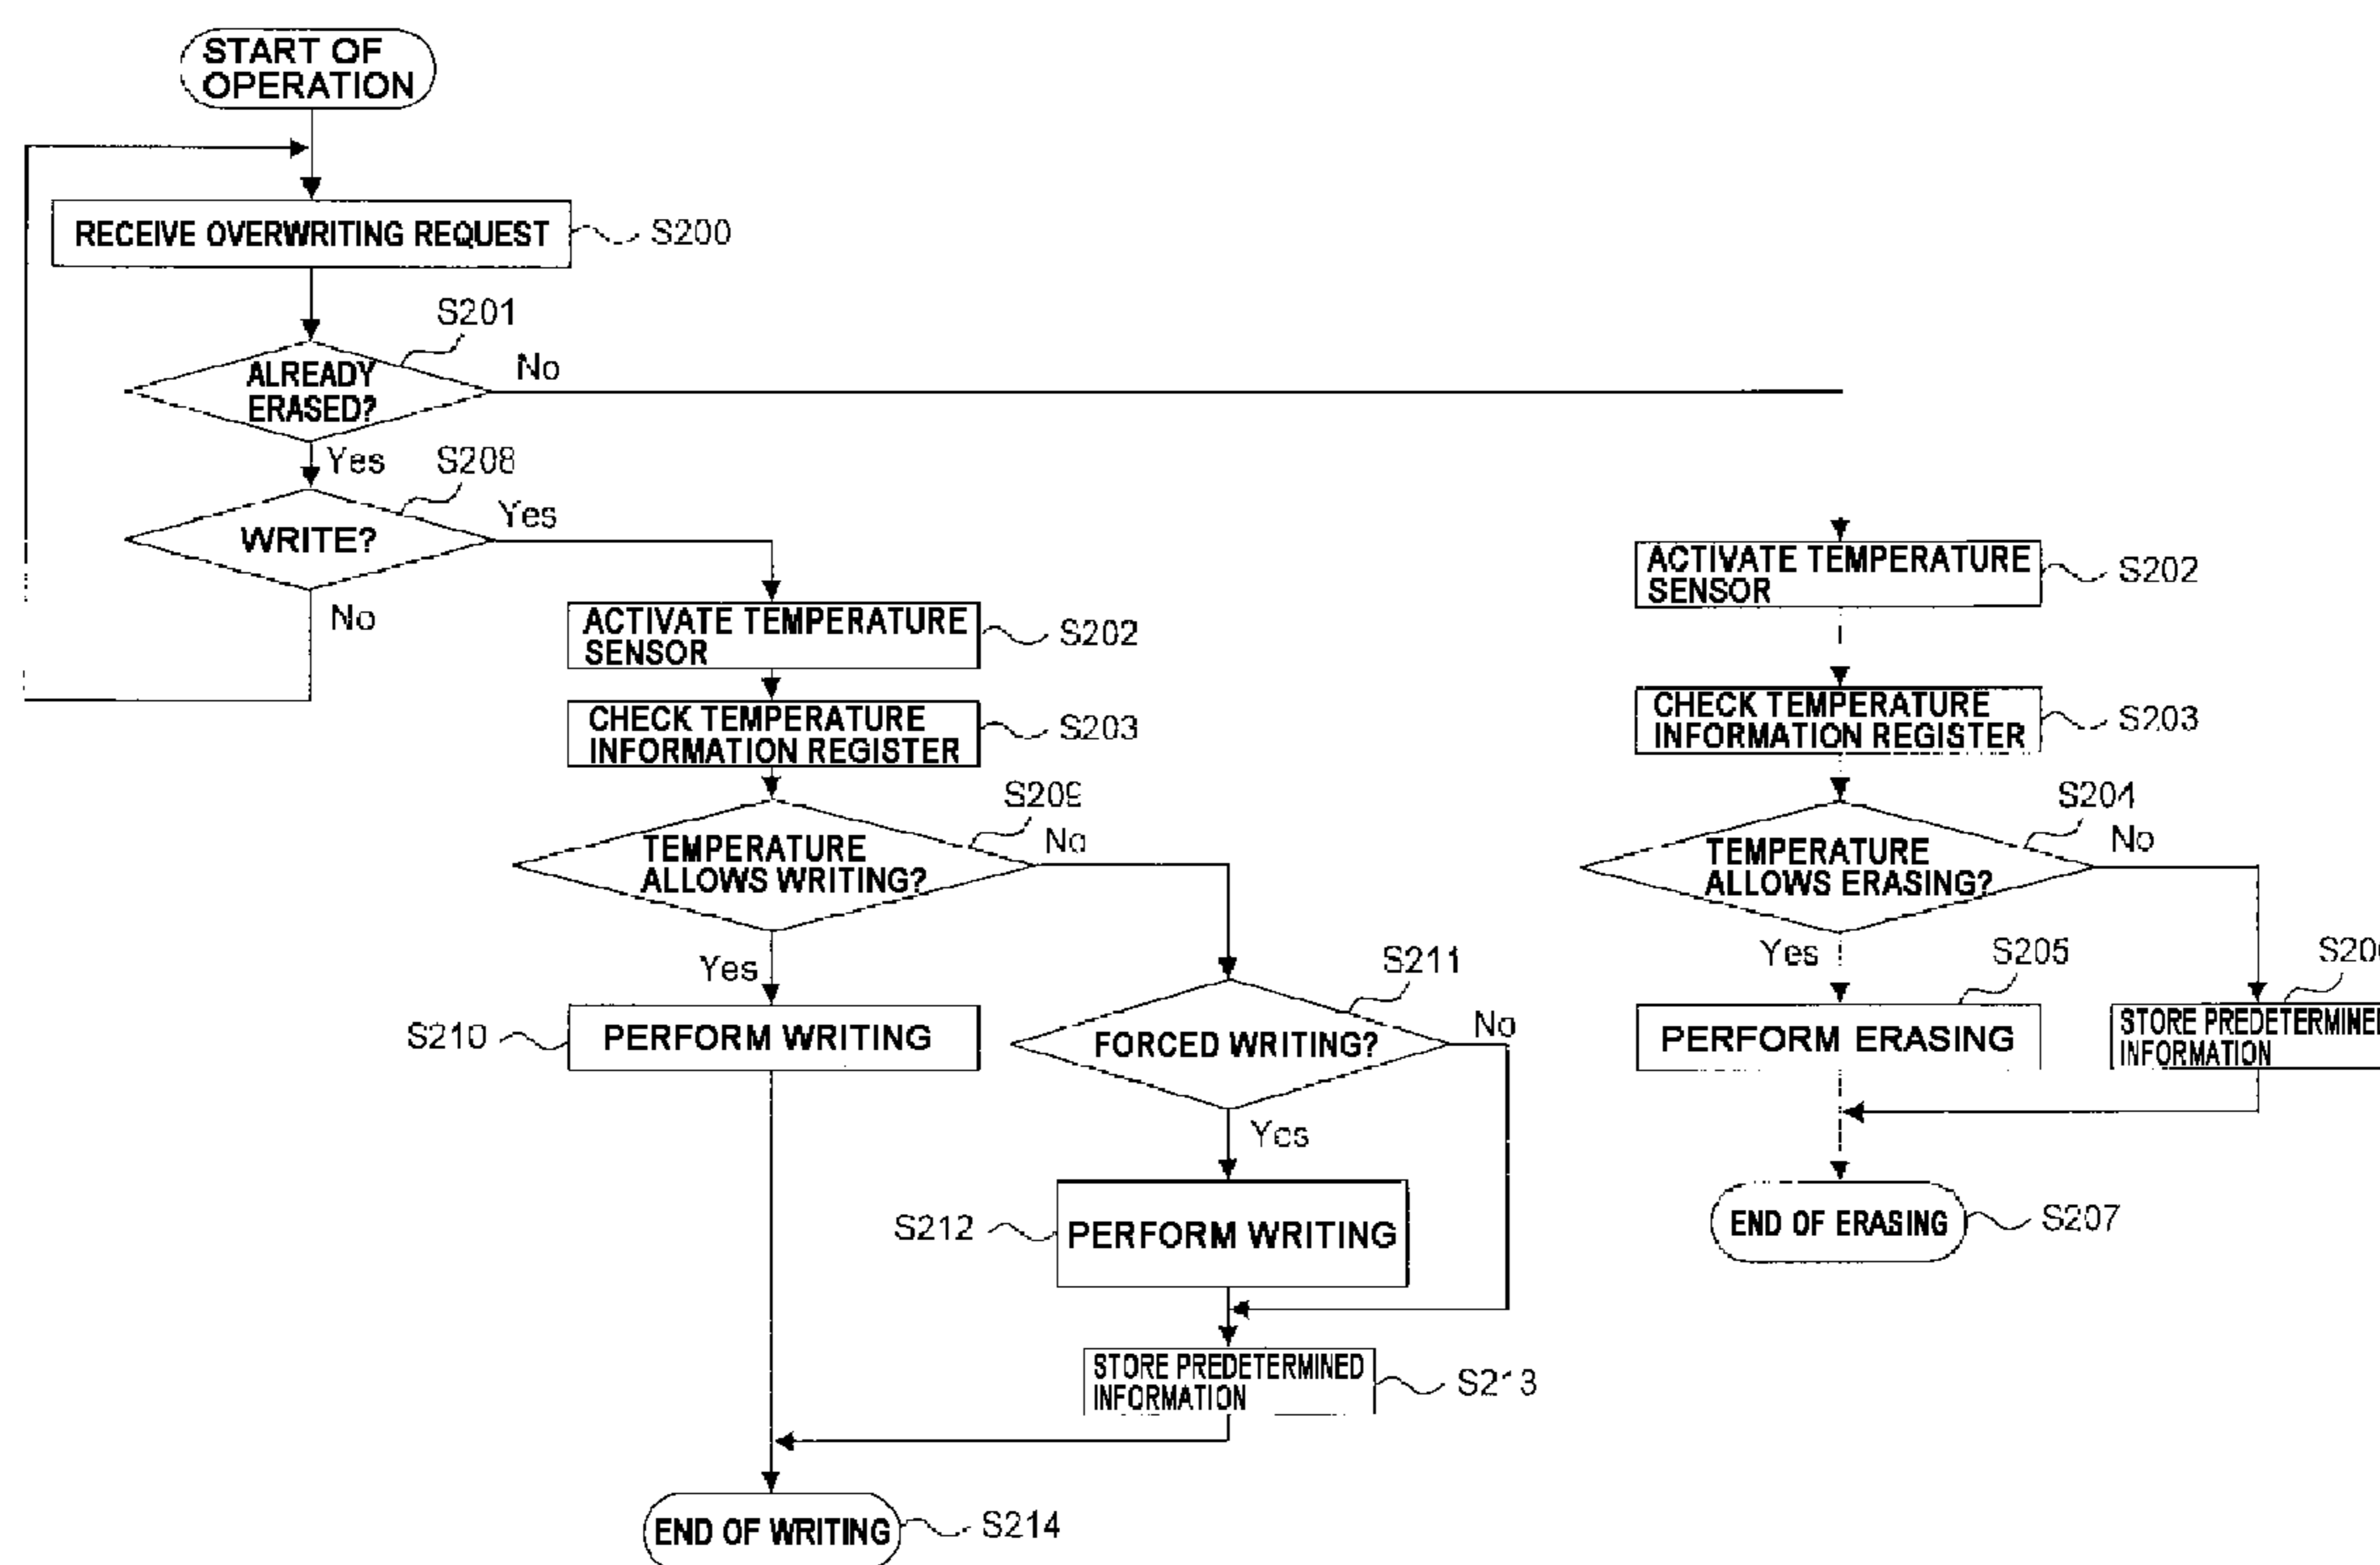 START OF
OPERATION
RECEIVE OVERWRITING REQUEST
S200
S201
ALREADY
ERASED?
No
Yes
S208
WRITE?
Yes
No
ACTIVATE TEMPERATURE
SENSOR
S202
CHECK TEMPERATURE
INFORMATION REGISTER
S203
S209
TEMPERATURE
ALLOWS WRITING?
No
Yes
S210
PERFORM WRITING
S211
FORCED WRITING?
No
Yes
S212
PERFORM WRITING
STORE PREDETERMINED
INFORMATION
S213
END OF WRITING
S214
ACTIVATE TEMPERATURE
SENSOR
S202
CHECK TEMPERATURE
INFORMATION REGISTER
S203
S204
TEMPERATURE
ALLOWS ERASING?
No
Yes
S205
PERFORM ERASING
STORE
INFORMATION
END OF ERASING
S207